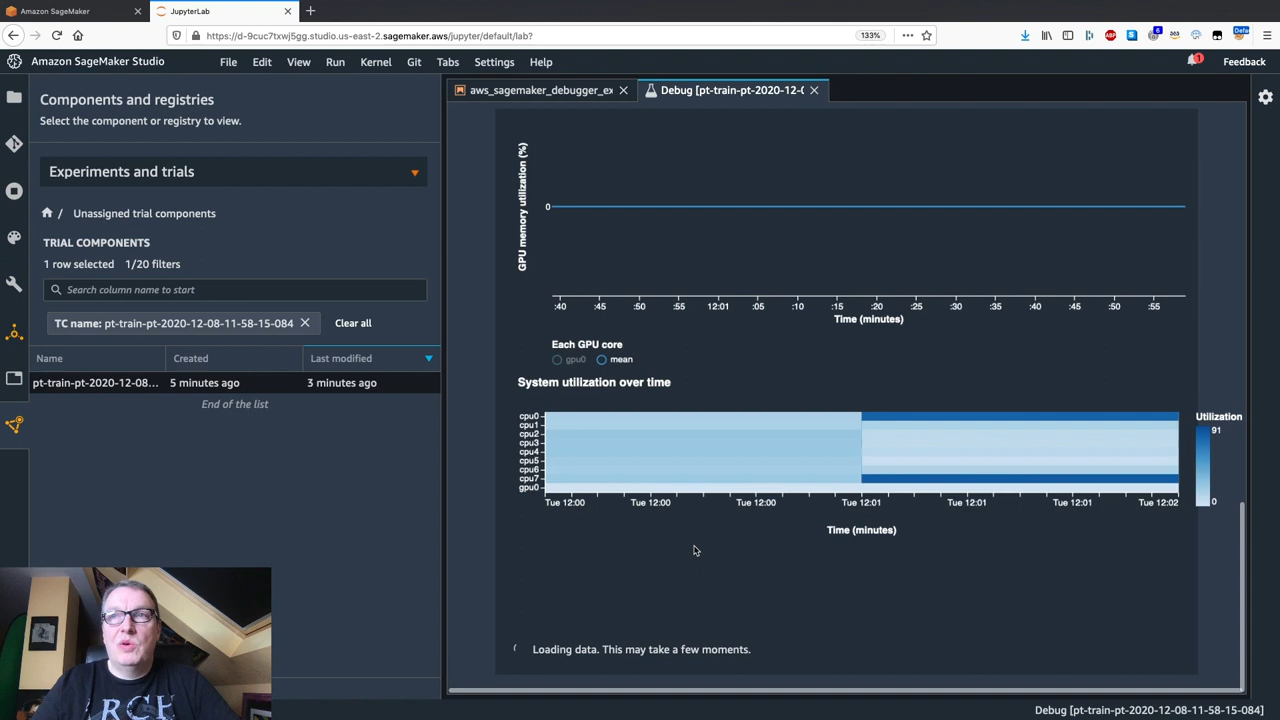 Amazon SageMaker
JupyterLab
https://d-9cuc7txwj5gg.studio.us-east-2.sagemaker.aws/jupyter/default/lab?
133%
Amazon SageMaker Studio
File
Edit
View
Run
Kernel
Git
Tabs
Settings
Help
1
Feedback
Components and registries
Select the component or registry to view.
Experiments and trials
/ Unassigned trial components
TRIAL COMPONENTS
1 row selected 1/20 filters
Search column name to start
TC name: pt-train-pt-2020-12-08-11-58-15-084
Clear all
Name Created Last modified
pt-train-pt-2020-12-08... 5 minutes ago 3 minutes ago
End of the list
aws_sagemaker_debugger_ex
Debug [pt-train-pt-2020-12-0
GPU memory utilization (%)
0
:40 :45 :50 :55 12:01 :05 :10 :15 :20 :25 :30 :35 :40 :45 :50 :55
Time (minutes)
Each GPU core
gpu0 mean
System utilization over time
cpu0
cpu1
cpu2
cpu3
cpu4
cpu5
cpu6
cpu7
gpu0
Tue 12:00 Tue 12:00 Tue 12:00 Tue 12:01 Tue 12:01 Tue 12:01 Tue 12:02
Time (minutes)
Utilization
91
0
Loading data. This may take a few moments.
Debug [pt-train-pt-2020-12-08-11-58-15-084]